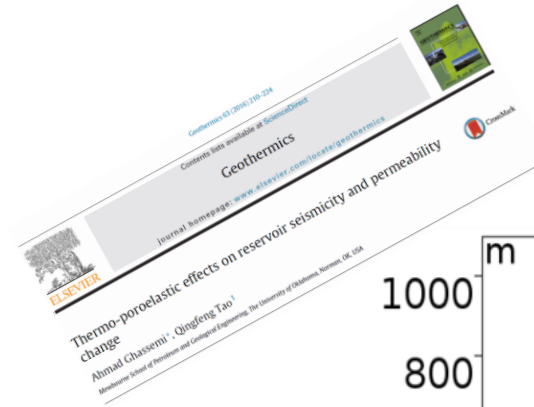 Geothermics 63 (2016) 210–224
Contents lists available at ScienceDirect
Geothermics
journal homepage: www.elsevier.com/locate/geothermics
ELSEVIER
CrossMark
Thermo-poroelastic effects on reservoir seismicity and permeability
change
Ahmad Ghassemi*, Qingfeng Tao¹
Mewbourne School of Petroleum and Geological Engineering, The University of Oklahoma, Norman, OK, USA
m
1000
800